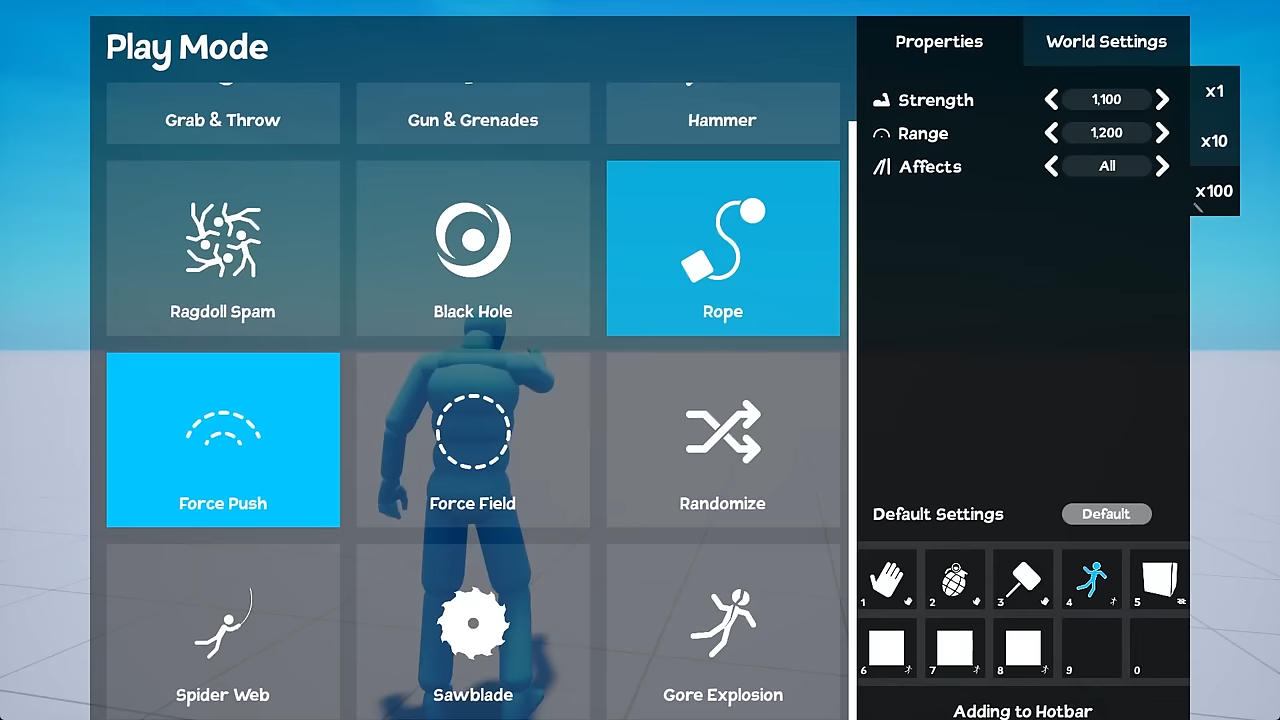 Play Mode
Properties
World Settings
Grab & Throw
Gun & Grenades
Hammer
Strength
1,100
Range
1,200
Affects
All
x1
x10
x100
Ragdoll Spam
Black Hole
Rope
Force Push
Force Field
Randomize
Default Settings
Default
1
2
3
4
5
6
7
8
9
0
Spider Web
Sawblade
Gore Explosion
Adding to Hotbar